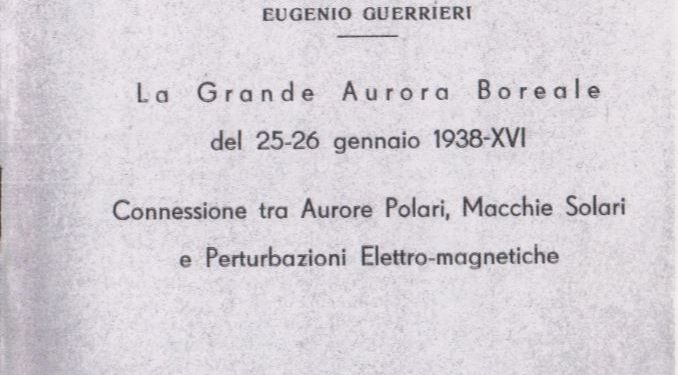 EUGENIO GUERRIERI
La Grande Aurora Boreale
del 25-26 gennaio 1938-XVI
Connessione tra Aurore Polari, Macchie Solari
e Perturbazioni Elettro-magnetiche